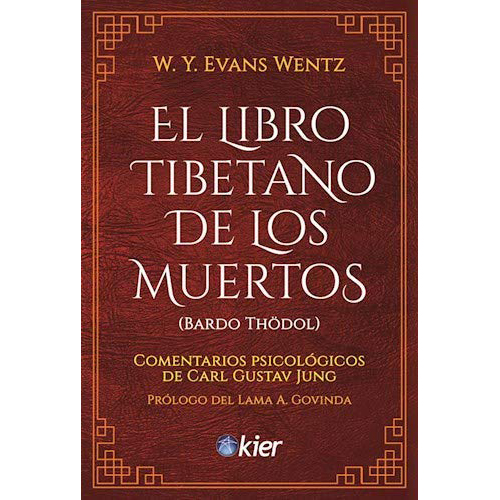 W. Y. Evans Wentz
El Libro
Tibetano
de los
Muertos
(Bardo Thödol)
Comentarios psicológicos
de Carl Gustav Jung
Prólogo del Lama A. Govinda
kier